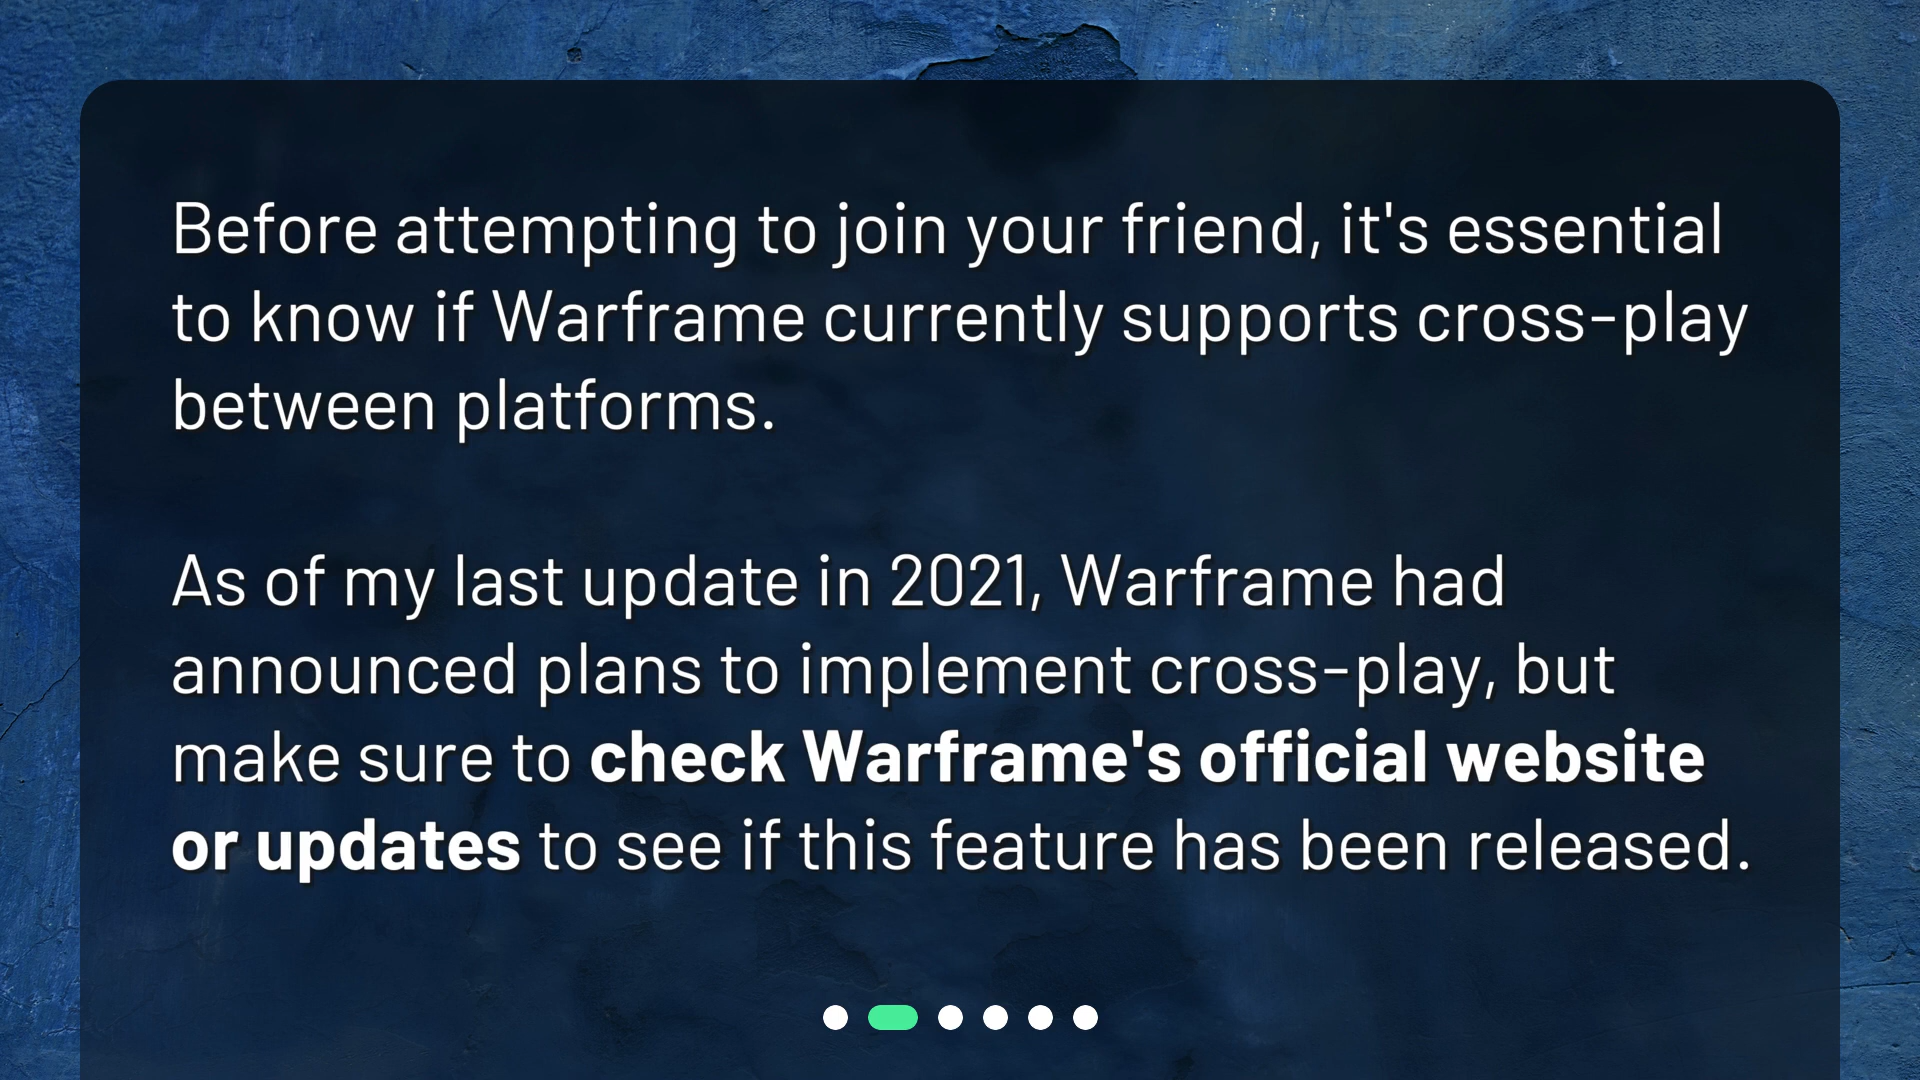 Before attempting to join your friend, it's essential
to know if Warframe currently supports cross-play
between platforms.
As of my last update in 2021, Warframe had
announced plans to implement cross-play, but
make sure to check Warframe's official website
or updates to see if this feature has been released.